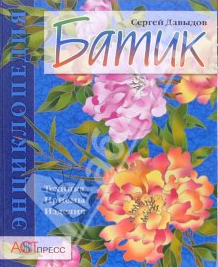 Сергей Давыдов
Батик
ЭНЦИКЛОПЕДИЯ
Техника
Приемы
Изделия
АСТ ПРЕСС